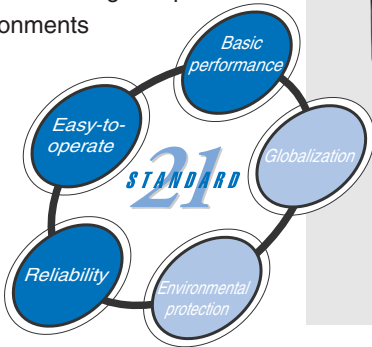 onments
Basic
performance
Easy-to-
operate
Globalization
21
STANDARD
Reliability
Environmental
protection